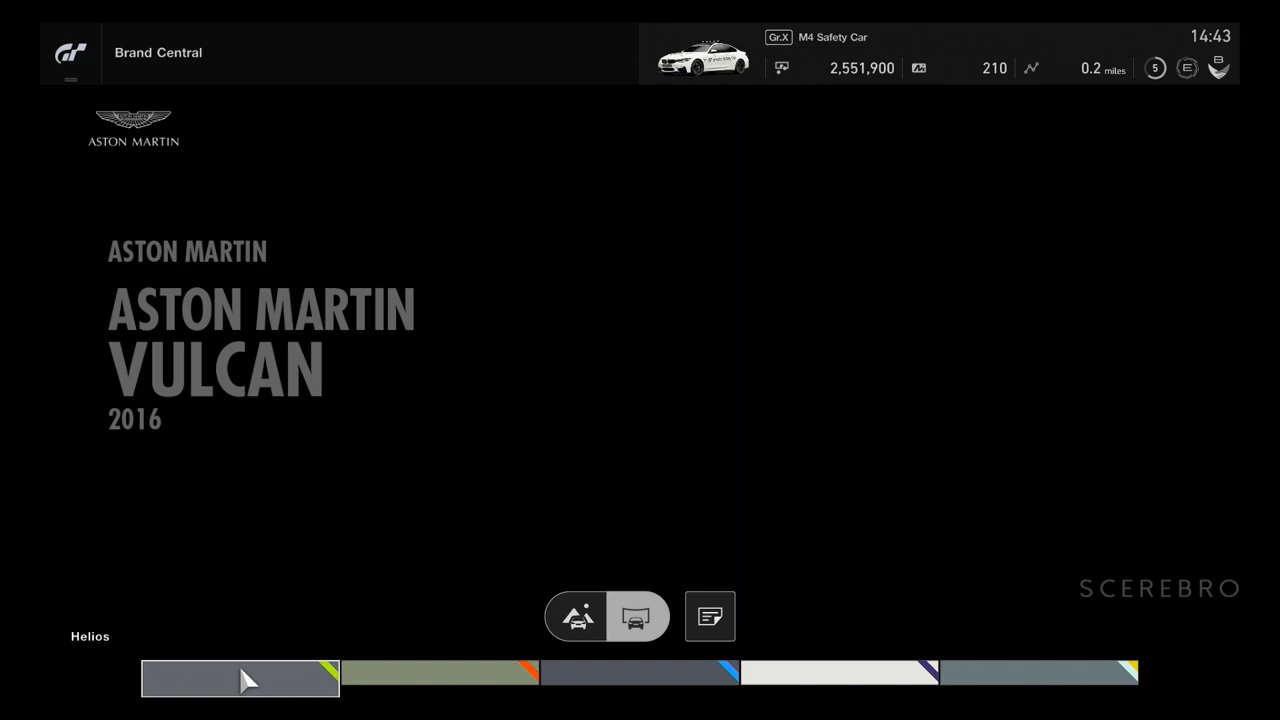 Brand Central
Gr.X M4 Safety Car
14:43
2,551,900
210
0.2 miles
5
E
B
ASTON MARTIN
ASTON MARTIN
ASTON MARTIN
VULCAN
2016
SCEREBRO
Helios